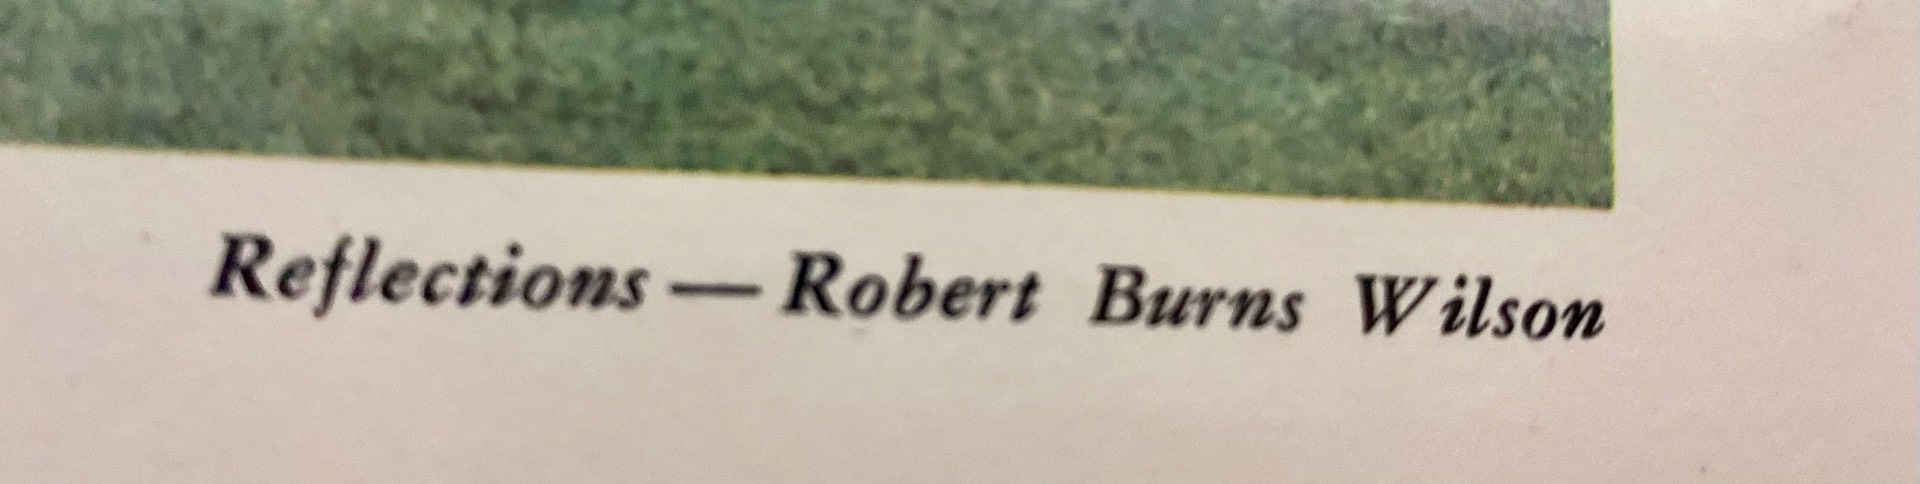 Reflections — Robert Burns Wilson